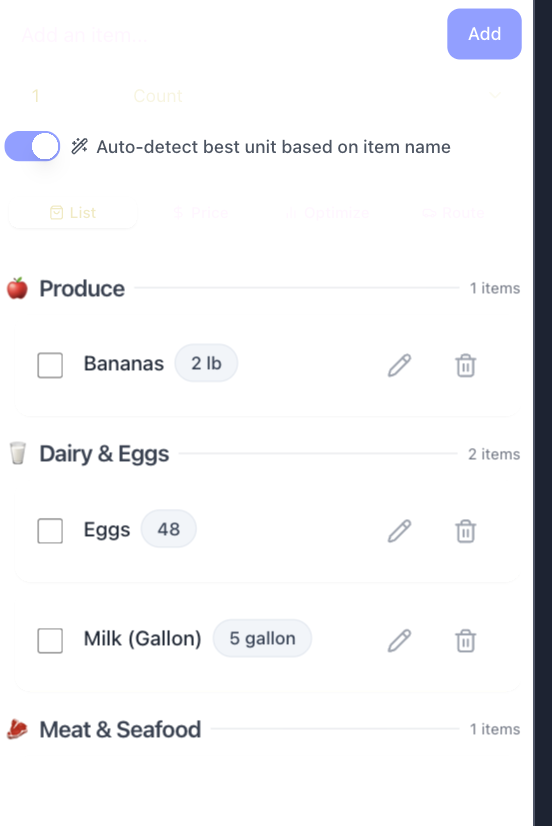 Add an item...
Add
1
Count
Auto-detect best unit based on item name
List
$ Price
Optimize
Route
Produce
1 items
Bananas
2 lb
Dairy & Eggs
2 items
Eggs
48
Milk (Gallon)
5 gallon
Meat & Seafood
1 items